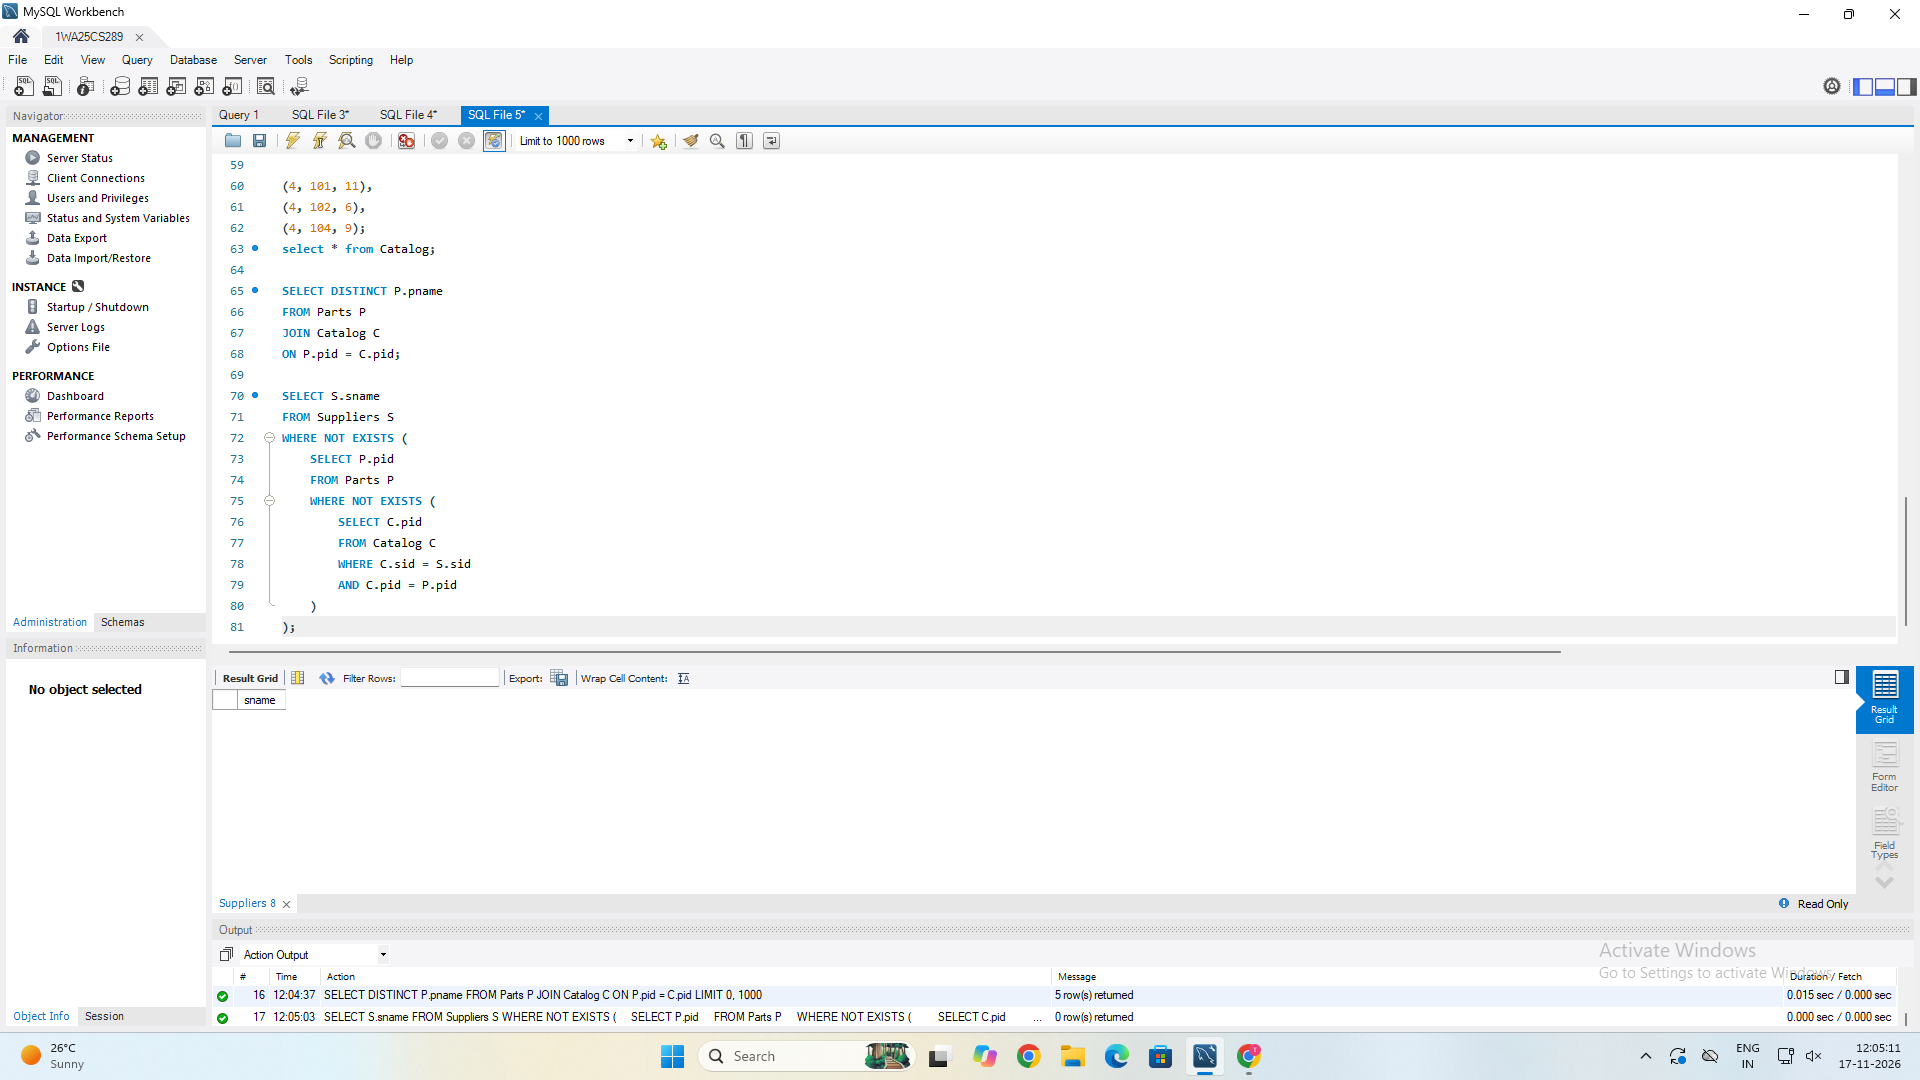 MySQL Workbench
1WA25CS289
File Edit View Query Database Server Tools Scripting Help
Navigator
MANAGEMENT
Server Status
Client Connections
Users and Privileges
Status and System Variables
Data Export
Data Import/Restore
INSTANCE
Startup / Shutdown
Server Logs
Options File
PERFORMANCE
Dashboard
Performance Reports
Performance Schema Setup
Administration Schemas
Information
No object selected
Object Info Session
Query 1 SQL File 3* SQL File 4* SQL File 5*
Limit to 1000 rows
59
60 (4, 101, 11),
61 (4, 102, 6),
62 (4, 104, 9);
63 select * from Catalog;
64
65 SELECT DISTINCT P.pname
66 FROM Parts P
67 JOIN Catalog C
68 ON P.pid = C.pid;
69
70 SELECT S.sname
71 FROM Suppliers S
72 WHERE NOT EXISTS (
73 SELECT P.pid
74 FROM Parts P
75 WHERE NOT EXISTS (
76 SELECT C.pid
77 FROM Catalog C
78 WHERE C.sid = S.sid
79 AND C.pid = P.pid
80 )
81 );
Result Grid Filter Rows: Export: Wrap Cell Content:
sname
Result
Grid
Form
Editor
Field
Types
Suppliers 8 Read Only
Output
Action Output
# Time Action Message Duration / Fetch
16 12:04:37 SELECT DISTINCT P.pname FROM Parts P JOIN Catalog C ON P.pid = C.pid LIMIT 0, 1000 5 row(s) returned 0.015 sec / 0.000 sec
17 12:05:03 SELECT S.sname FROM Suppliers S WHERE NOT EXISTS ( SELECT P.pid FROM Parts P WHERE NOT EXISTS ( SELECT C.pid ... 0 row(s) returned 0.000 sec / 0.000 sec
Activate Windows
Go to Settings to activate Windows.
26°C
Sunny
Search
ENG
IN
12:05:11
17-11-2026